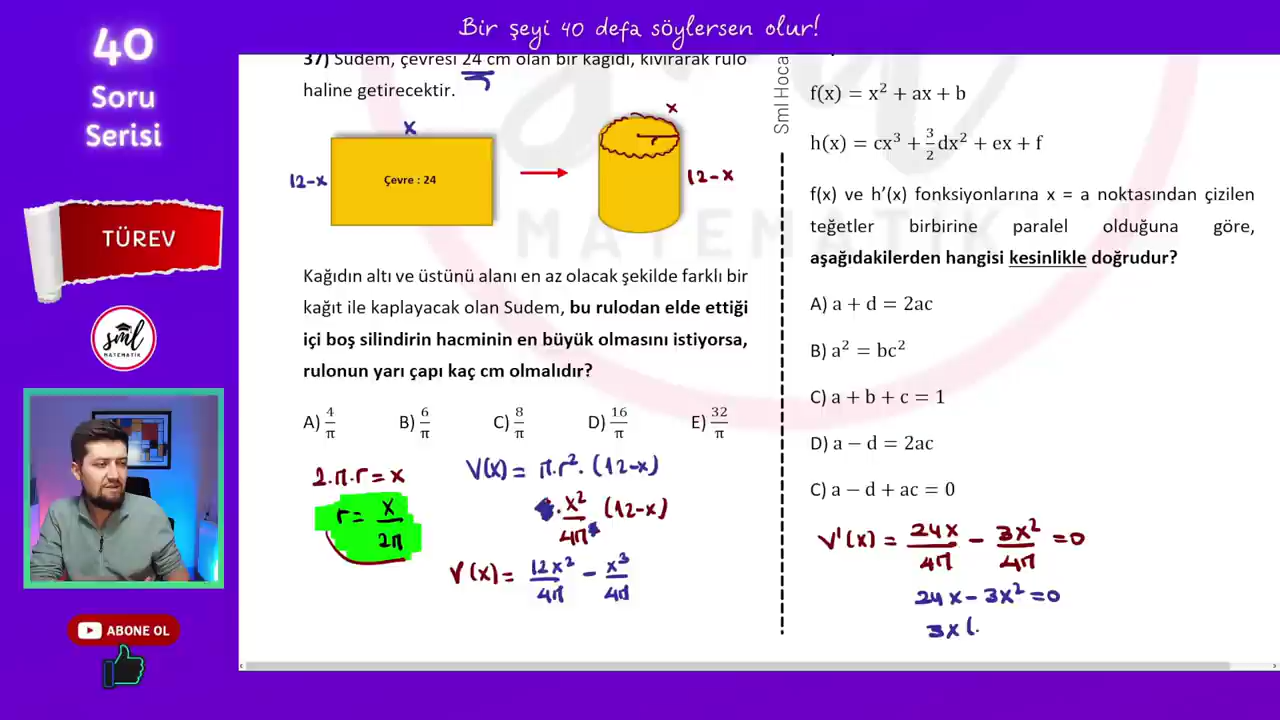 Bir şeyi 40 defa söylersen olur!
40
Soru
Serisi
TÜREV
sml
MATEMATİK
ABONE OL
37) Sudem, çevresi 24 cm olan bir kağıdı, kıvırarak rulo
haline getirecektir.
x
12-x
Çevre : 24
x
r
12-x
Kağıdın altı ve üstünü alanı en az olacak şekilde farklı bir
kağıt ile kaplayacak olan Sudem, bu rulodan elde ettiği
içi boş silindirin hacminin en büyük olmasını istiyorsa,
rulonun yarı çapı kaç cm olmalıdır?
A) 4/π B) 6/π C) 8/π D) 16/π E) 32/π
2.π.r = x
r = x/2π
V(x) = π.r². (12-x)
. x²/4π (12-x)
V(x) = 12x²/4π - x³/4π
Sml Hoca
MATEMATİK
f(x) = x² + ax + b
h(x) = cx³ + 3/2 dx² + ex + f
f(x) ve h'(x) fonksiyonlarına x = a noktasından çizilen
teğetler birbirine paralel olduğuna göre,
aşağıdakilerden hangisi kesinlikle doğrudur?
A) a + d = 2ac
B) a² = bc²
C) a + b + c = 1
D) a − d = 2ac
C) a − d + ac = 0
V'(x) = 24x/4π - 3x²/4π = 0
24x - 3x² = 0
3x (.